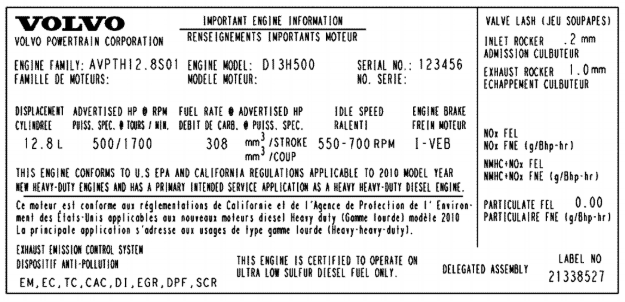 VOLVO
VOLVO POWERTRAIN CORPORATION
IMPORTANT ENGINE INFORMATION
RENSEIGNEMENTS IMPORTANTS MOTEUR
ENGINE FAMILY: AVPTH12.8S01 ENGINE MODEL: D13H500 SERIAL NO.: 123456
FAMILLE DE MOTEURS: MODELE MOTEUR: NO. SERIE:
DISPLACEMENT ADVERTISED HP @ RPM FUEL RATE @ ADVERTISED HP IDLE SPEED ENGINE BRAKE
CYLINDREE PUISS. SPEC. @ TOURS / MIN. DEBIT DE CARB. @ PUISS. SPEC. RALENTI FREIN MOTEUR
12.8L 500/1700 308 mm³/STROKE 550-700 RPM I-VEB
mm³/COUP
THIS ENGINE CONFORMS TO U.S EPA AND CALIFORNIA REGULATIONS APPLICABLE TO 2010 MODEL YEAR
NEW HEAVY-DUTY ENGINES AND HAS A PRIMARY INTENDED SERVICE APPLICATION AS A HEAVY HEAVY-DUTY DIESEL ENGINE.
Ce moteur est conforme aux réglementations de Californie et de l'Agence de Protection de l' Environ-
ment des États-Unis applicables aux nouveaux moteurs diesel Heavy duty (Gamme lourde) modèle 2010
La principale application s'adresse aux usages de type gamme lourde (Heavy-heavy-duty).
EXHAUST EMISSION CONTROL SYSTEM
DISPOSITIF ANTI-POLLUTION
EM,EC,TC,CAC,DI,EGR,DPF,SCR
THIS ENGINE IS CERTIFIED TO OPERATE ON
ULTRA LOW SULFUR DIESEL FUEL ONLY.
DELEGATED ASSEMBLY
LABEL NO
21338527
VALVE LASH (JEU SOUPAPES)
INLET ROCKER .2 mm
ADMISSION CULBUTEUR
EXHAUST ROCKER 1.0mm
ECHAPPEMENT CULBUTEUR
NOx FEL
NOx FNE (g/Bhp-hr)
NMHC+NOx FEL
NMHC+NOx FNE (g/Bhp-hr)
PARTICULATE FEL 0.00
PARTICULAIRE FNE (g/Bhp-hr)